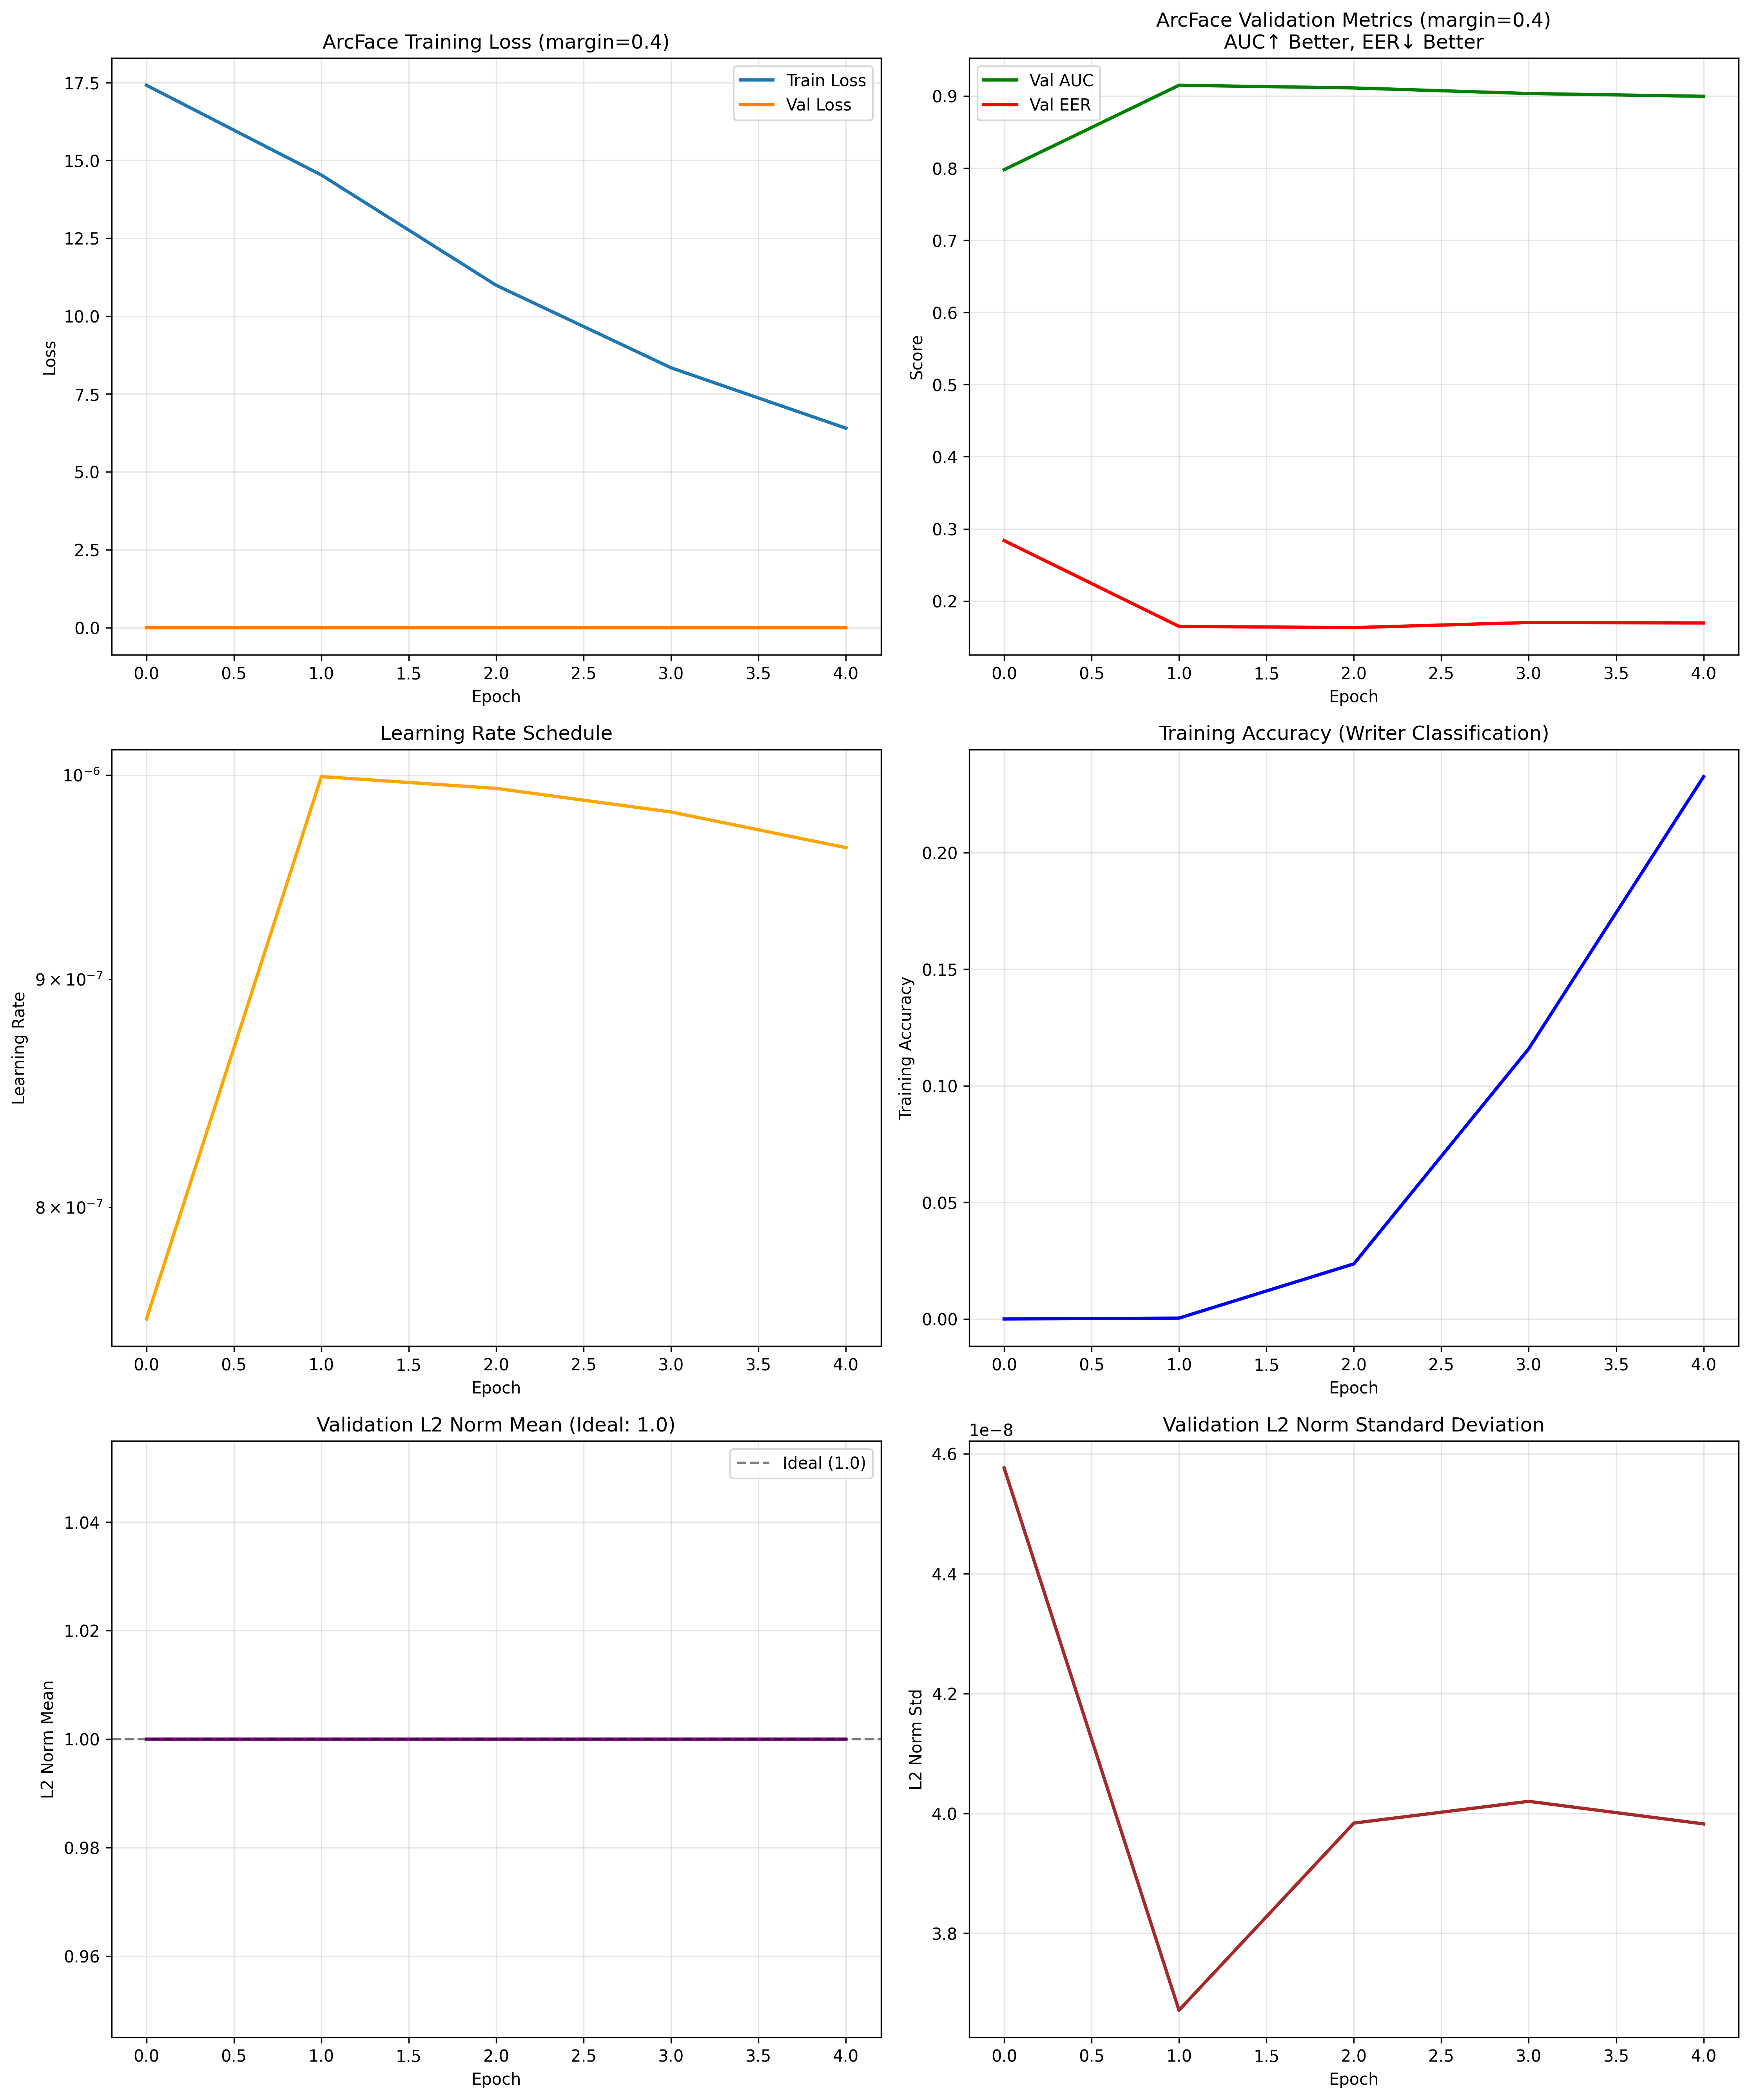 ArcFace Training Loss (margin=0.4)
17.5
15.0
12.5
10.0
7.5
5.0
2.5
0.0
Loss
Train Loss
Val Loss
0.0 0.5 1.0 1.5 2.0 2.5 3.0 3.5 4.0
Epoch
ArcFace Validation Metrics (margin=0.4)
AUC↑ Better, EER↓ Better
0.9
0.8
0.7
0.6
0.5
0.4
0.3
0.2
Score
Val AUC
Val EER
0.0 0.5 1.0 1.5 2.0 2.5 3.0 3.5 4.0
Epoch
Learning Rate Schedule
10⁻⁶
9 × 10⁻⁷
8 × 10⁻⁷
Learning Rate
0.0 0.5 1.0 1.5 2.0 2.5 3.0 3.5 4.0
Epoch
Training Accuracy (Writer Classification)
0.20
0.15
0.10
0.05
0.00
Training Accuracy
0.0 0.5 1.0 1.5 2.0 2.5 3.0 3.5 4.0
Epoch
Validation L2 Norm Mean (Ideal: 1.0)
1.04
1.02
1.00
0.98
0.96
L2 Norm Mean
Ideal (1.0)
0.0 0.5 1.0 1.5 2.0 2.5 3.0 3.5 4.0
Epoch
Validation L2 Norm Standard Deviation
1e−8
4.6
4.4
4.2
4.0
3.8
L2 Norm Std
0.0 0.5 1.0 1.5 2.0 2.5 3.0 3.5 4.0
Epoch